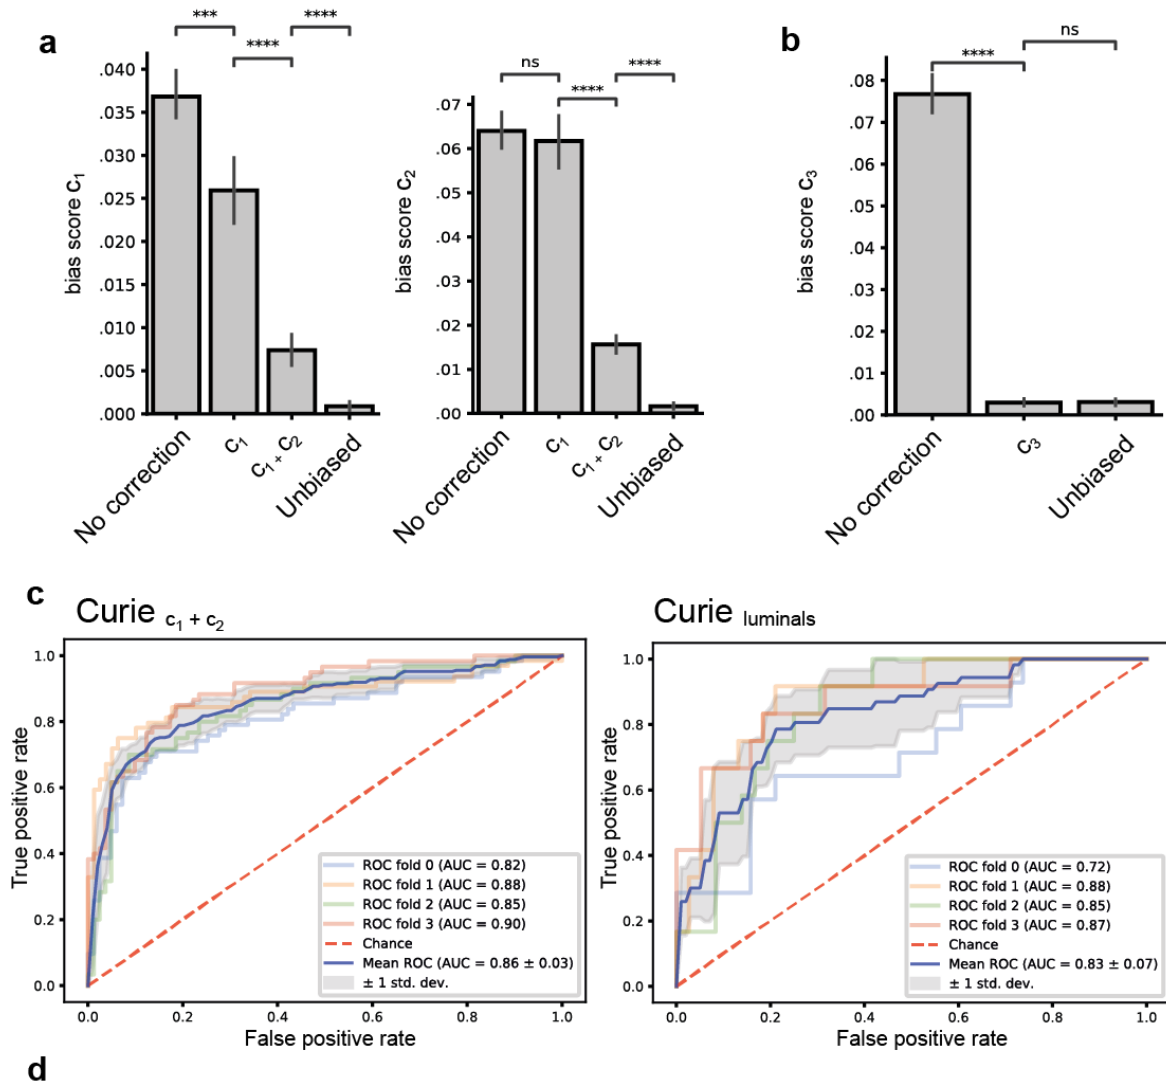 a
*** ****
****
bias score c1
.040
.035
.030
.025
.020
.015
.010
.005
.000
No correction
c1
c1 + c2
Unbiased
ns ****
****
bias score c2
.07
.06
.05
.04
.03
.02
.01
.00
No correction
c1
c1 + c2
Unbiased
b
ns
****
bias score c3
.08
.07
.06
.05
.04
.03
.02
.01
.00
No correction
c3
Unbiased
c
Curie c1 + c2
True positive rate
1.0
0.8
0.6
0.4
0.2
0.0
ROC fold 0 (AUC = 0.82)
ROC fold 1 (AUC = 0.88)
ROC fold 2 (AUC = 0.85)
ROC fold 3 (AUC = 0.90)
Chance
Mean ROC (AUC = 0.86 ± 0.03)
± 1 std. dev.
0.0 0.2 0.4 0.6 0.8 1.0
False positive rate
Curie luminals
True positive rate
1.0
0.8
0.6
0.4
0.2
0.0
ROC fold 0 (AUC = 0.72)
ROC fold 1 (AUC = 0.88)
ROC fold 2 (AUC = 0.85)
ROC fold 3 (AUC = 0.87)
Chance
Mean ROC (AUC = 0.83 ± 0.07)
± 1 std. dev.
0.0 0.2 0.4 0.6 0.8 1.0
False positive rate
d